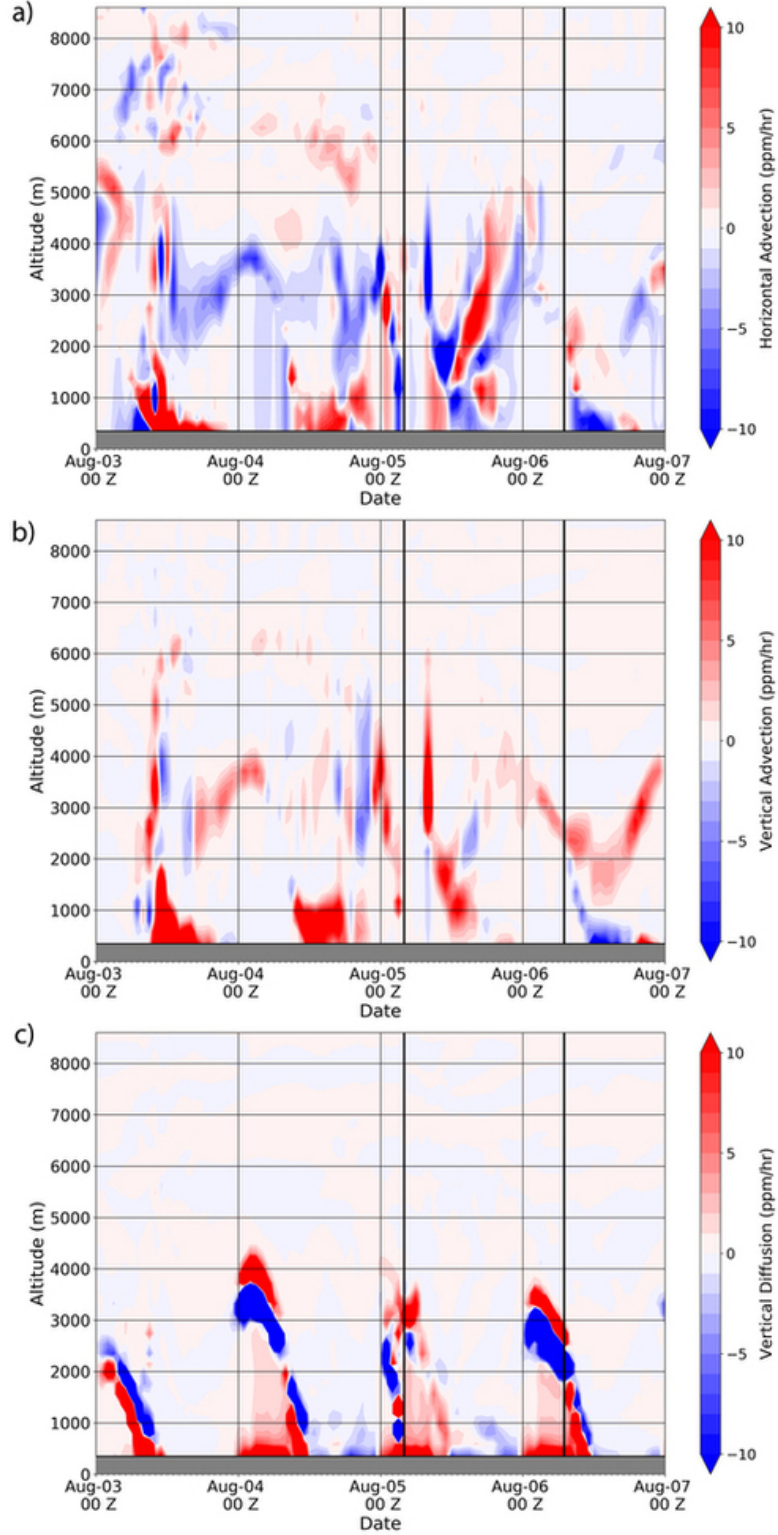 a)
8000
7000
6000
5000
4000
3000
2000
1000
0
Altitude (m)
Aug-03 Aug-04 Aug-05 Aug-06 Aug-07
00 Z 00 Z 00 Z 00 Z 00 Z
Date
10
5
0
−5
−10
Horizontal Advection (ppm/hr)
b)
8000
7000
6000
5000
4000
3000
2000
1000
0
Altitude (m)
Aug-03 Aug-04 Aug-05 Aug-06 Aug-07
00 Z 00 Z 00 Z 00 Z 00 Z
Date
10
5
0
−5
−10
Vertical Advection (ppm/hr)
c)
8000
7000
6000
5000
4000
3000
2000
1000
0
Altitude (m)
Aug-03 Aug-04 Aug-05 Aug-06 Aug-07
00 Z 00 Z 00 Z 00 Z 00 Z
Date
10
5
0
−5
−10
Vertical Diffusion (ppm/hr)